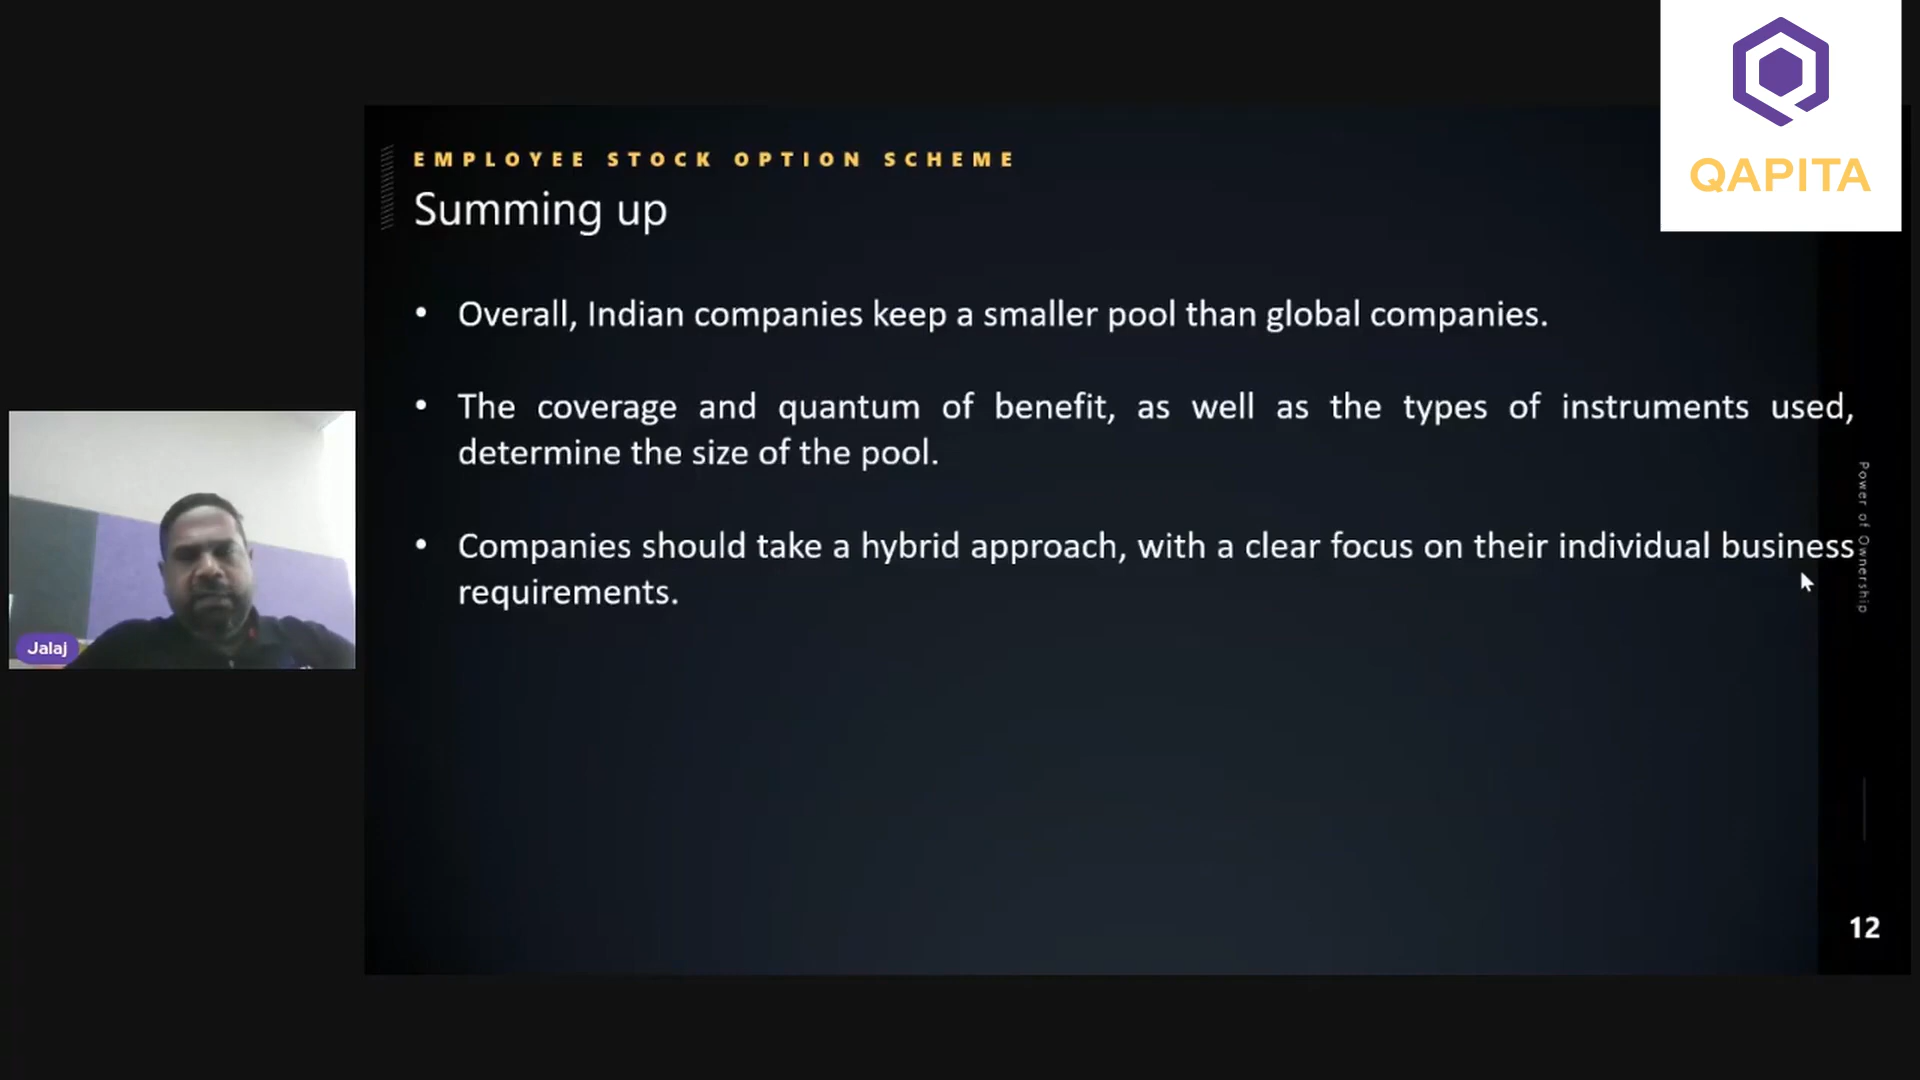 QAPITA
EMPLOYEE STOCK OPTION SCHEME
Summing up
• Overall, Indian companies keep a smaller pool than global companies.
• The coverage and quantum of benefit, as well as the types of instruments used,
determine the size of the pool.
• Companies should take a hybrid approach, with a clear focus on their individual business
requirements.
Power of Ownership
Jalaj
12